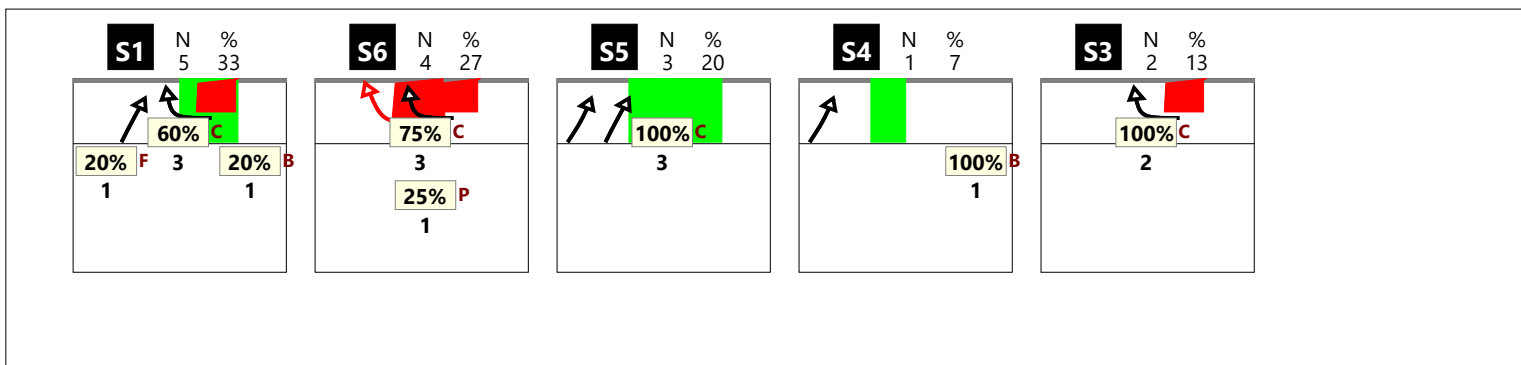 S1 N % 5 33
60% C
3
20% F
1
20% B
1
S6 N % 4 27
75% C
3
25% P
1
S5 N % 3 20
100% C
3
S4 N % 1 7
100% B
1
S3 N % 2 13
100% C
2